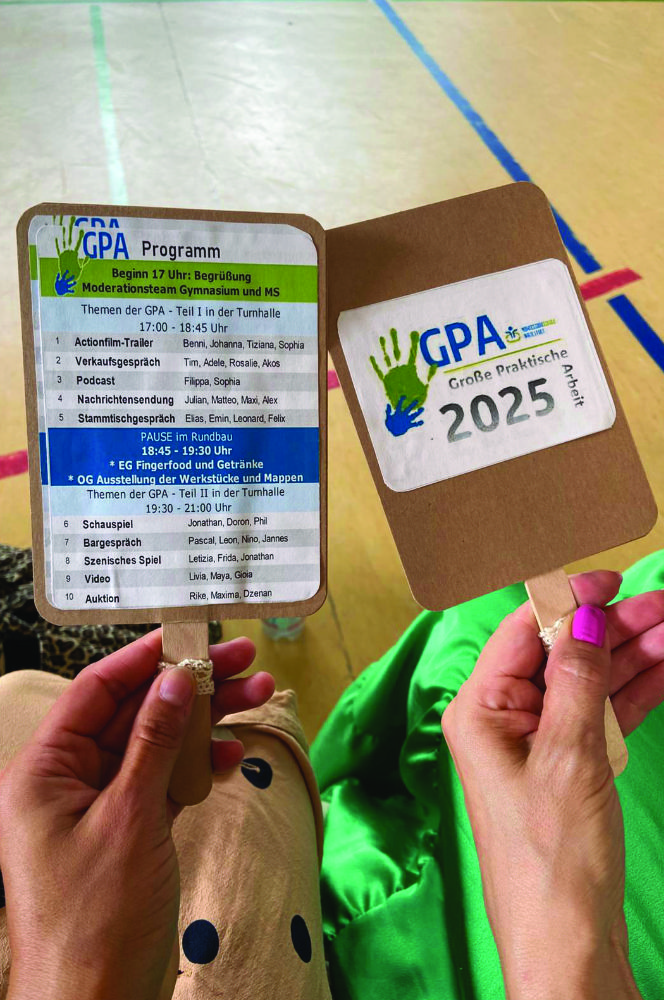 GPA
GPA Programm
Beginn 17 Uhr: Begrüßung
Moderationsteam Gymnasium und MS
Themen der GPA - Teil I in der Turnhalle
17:00 - 18:45 Uhr
1 Actionfilm-Trailer Benni, Johanna, Tiziana, Sophia
2 Verkaufsgespräch Tim, Adele, Rosalie, Akos
3 Podcast Filippa, Sophia
4 Nachrichtensendung Julian, Matteo, Maxi, Alex
5 Stammtischgespräch Elias, Emin, Leonard, Felix
PAUSE im Rundbau
18:45 - 19:30 Uhr
* EG Fingerfood und Getränke
* OG Ausstellung der Werkstücke und Mappen
Themen der GPA - Teil II in der Turnhalle
19:30 - 21:00 Uhr
6 Schauspiel Jonathan, Doron, Phil
7 Bargespräch Pascal, Leon, Nino, Jannes
8 Szenisches Spiel Letizia, Frida, Jonathan
9 Video Livia, Maya, Gioia
10 Auktion Rike, Maxima, Dzenan
GPA
Große Praktische
Arbeit
2025